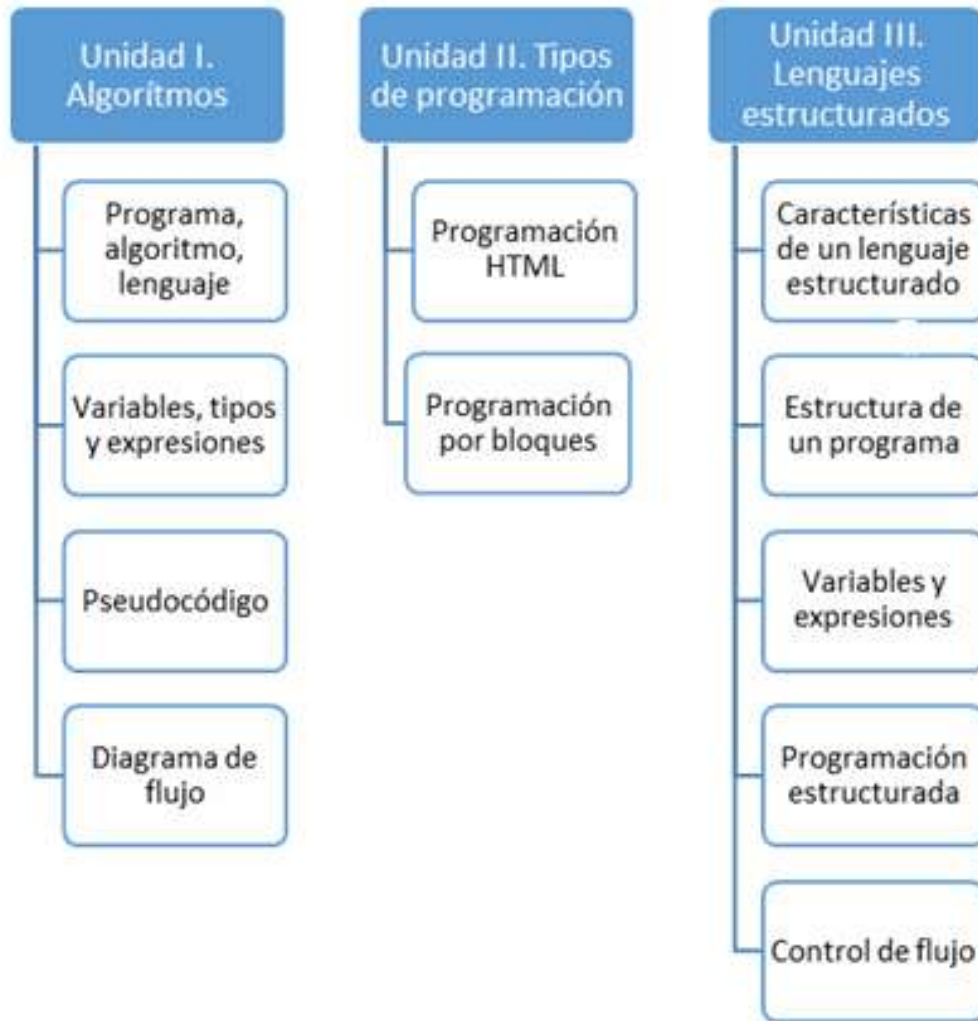 Unidad I.
Algorítmos
Programa,
algoritmo,
lenguaje
Variables, tipos
y expresiones
Pseudocódigo
Diagrama de
flujo
Unidad II. Tipos
de programación
Programación
HTML
Programación
por bloques
Unidad III.
Lenguajes
estructurados
Característícas
de un lenguaje
estructurado
Estructura de
un programa
Variables y
expresiones
Programación
estructurada
Control de flujo